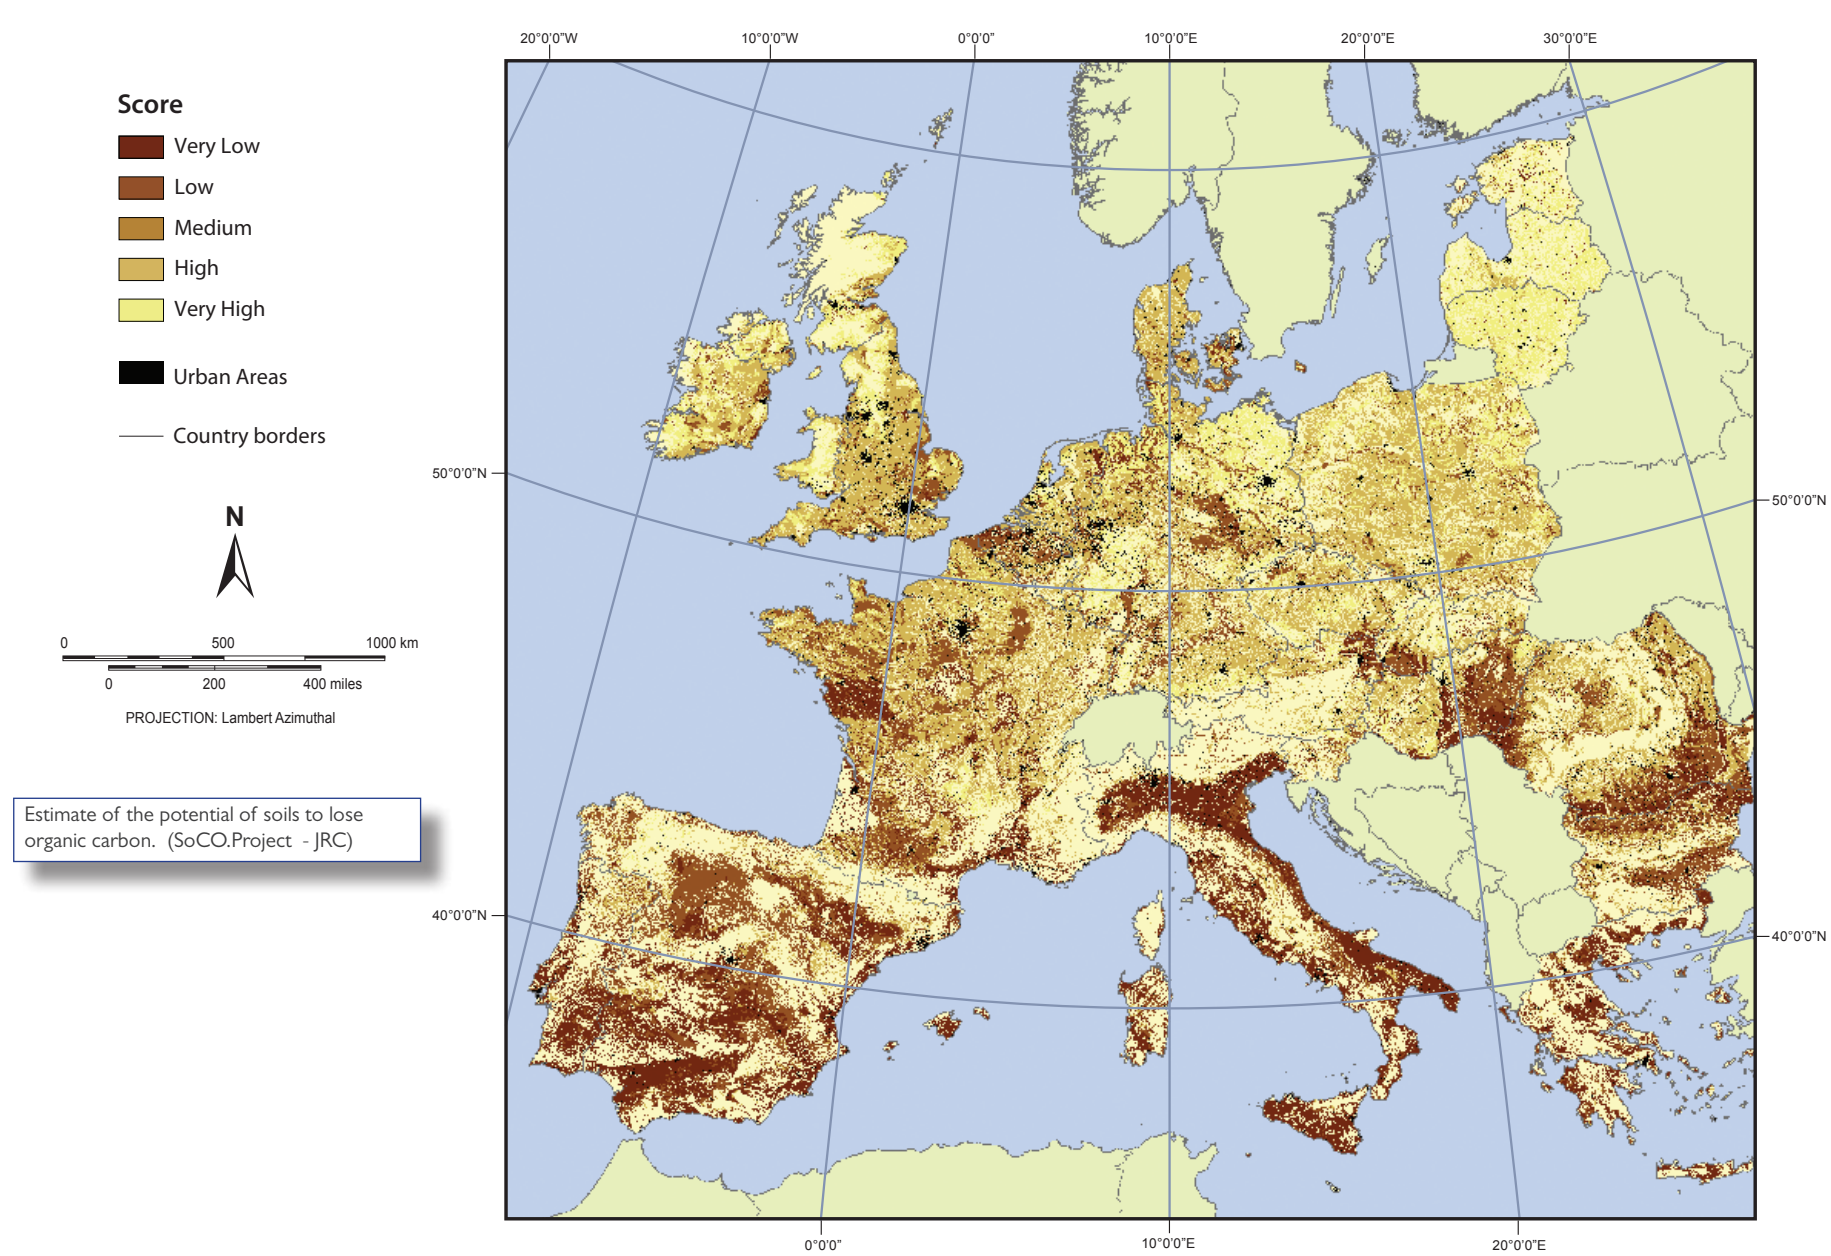 20°0'0"W 10°0'0"W 0°0'0" 10°0'0"E 20°0'0"E 30°0'0"E
Score
Very Low
Low
Medium
High
Very High
Urban Areas
Country borders
50°0'0"N
50°0'0"N
N
0 500 1000 km
0 200 400 miles
PROJECTION: Lambert Azimuthal
Estimate of the potential of soils to lose
organic carbon. (SoCO.Project - JRC)
40°0'0"N
40°0'0"N
0°0'0" 10°0'0"E 20°0'0"E